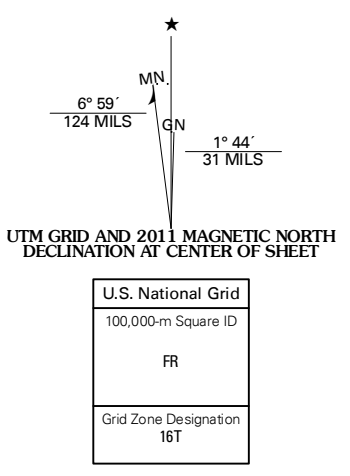 ★
MN.
6° 59´
124 MILS
GN
1° 44´
31 MILS
UTM GRID AND 2011 MAGNETIC NORTH
DECLINATION AT CENTER OF SHEET
U.S. National Grid
100,000-m Square ID
FR
Grid Zone Designation
16T